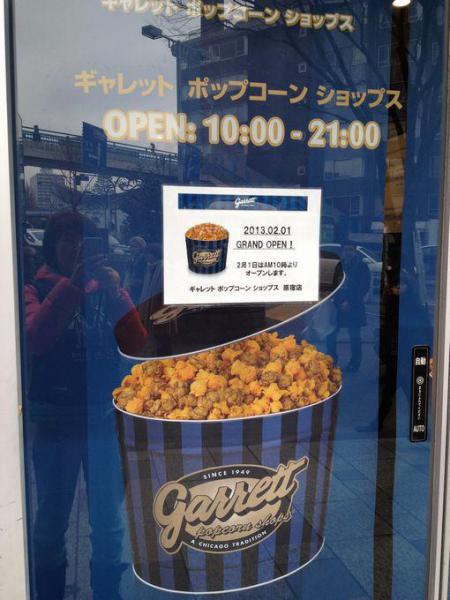 ギャレット ポップコーン ショップス
ギャレット ポップコーン ショップス
OPEN: 10:00 - 21:00
Garrett
2013.02.01
GRAND OPEN!
2月1日はAM10時より
オープンします。
ギャレット ポップコーン ショップス 原宿店
Garrett
自動
AUTO
SINCE 1949
Garrett
popcorn shops
A CHICAGO TRADITION